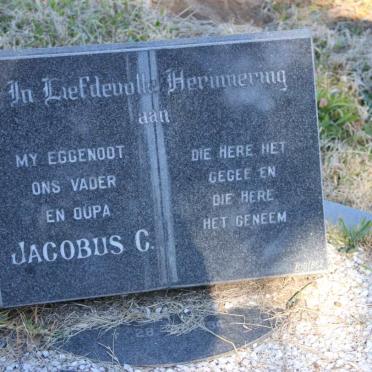 In Liefdevolle Herinnering
aan
MY EGGENOOT
ONS VADER
EN OUPA
JACOBUS C.
DIE HERE HET
GEGEE EN
DIE HERE
HET GENEEM